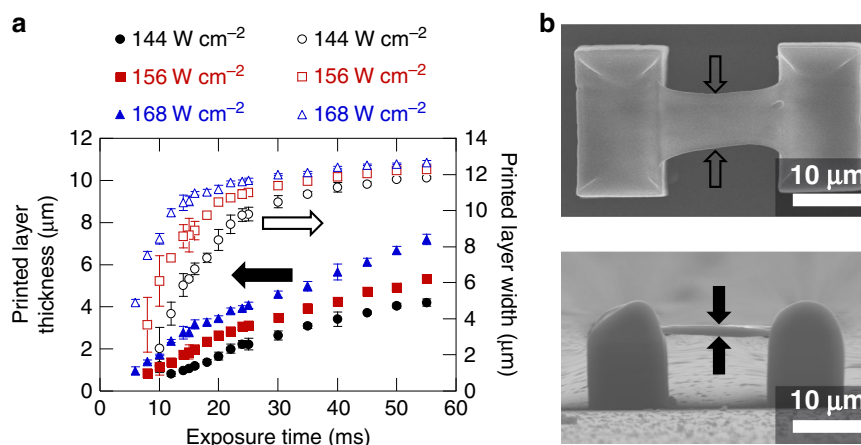 a
144 W cm⁻² 144 W cm⁻²
156 W cm⁻² 156 W cm⁻²
168 W cm⁻² 168 W cm⁻²
Printed layer
thickness (μm)
12
10
8
6
4
2
0
14
12
10
8
6
4
2
0
Printed layer width
(μm)
0 10 20 30 40 50 60
Exposure time (ms)
b
10 μm
10 μm